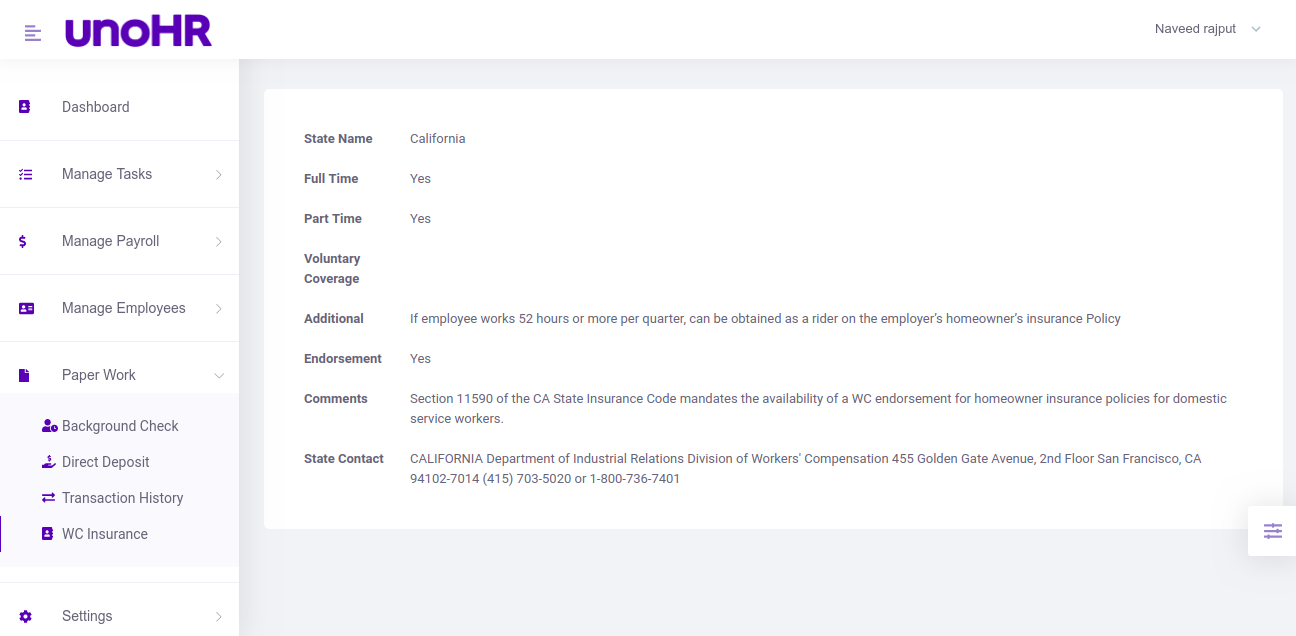 unoHR
Naveed rajput
Dashboard
Manage Tasks
Manage Payroll
Manage Employees
Paper Work
Background Check
Direct Deposit
Transaction History
WC Insurance
Settings
State Name California
Full Time Yes
Part Time Yes
Voluntary
Coverage
Additional If employee works 52 hours or more per quarter, can be obtained as a rider on the employer’s homeowner’s insurance Policy
Endorsement Yes
Comments Section 11590 of the CA State Insurance Code mandates the availability of a WC endorsement for homeowner insurance policies for domestic
service workers.
State Contact CALIFORNIA Department of Industrial Relations Division of Workers' Compensation 455 Golden Gate Avenue, 2nd Floor San Francisco, CA
94102-7014 (415) 703-5020 or 1-800-736-7401